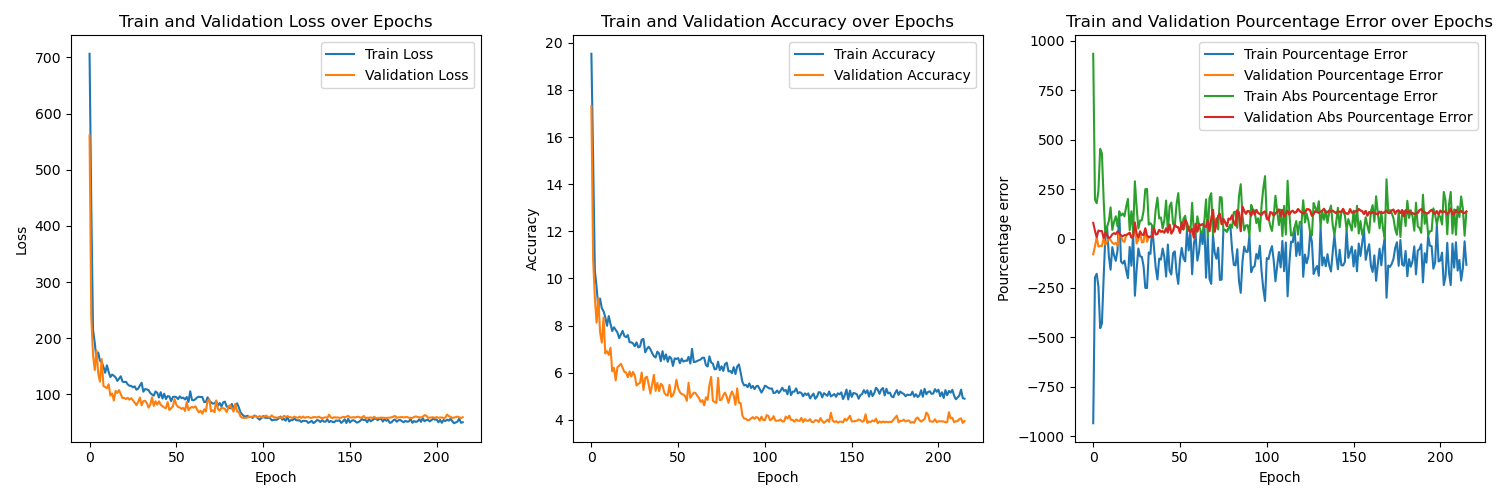 Train and Validation Loss over Epochs
Train Loss
Validation Loss
700
600
500
400
300
200
100
Loss
0
50
100
150
200
Epoch
Train and Validation Accuracy over Epochs
Train Accuracy
Validation Accuracy
20
18
16
14
12
10
8
6
4
Accuracy
0
50
100
150
200
Epoch
Train and Validation Pourcentage Error over Epochs
Train Pourcentage Error
Validation Pourcentage Error
Train Abs Pourcentage Error
Validation Abs Pourcentage Error
1000
750
500
250
0
−250
−500
−750
−1000
Pourcentage error
0
50
100
150
200
Epoch